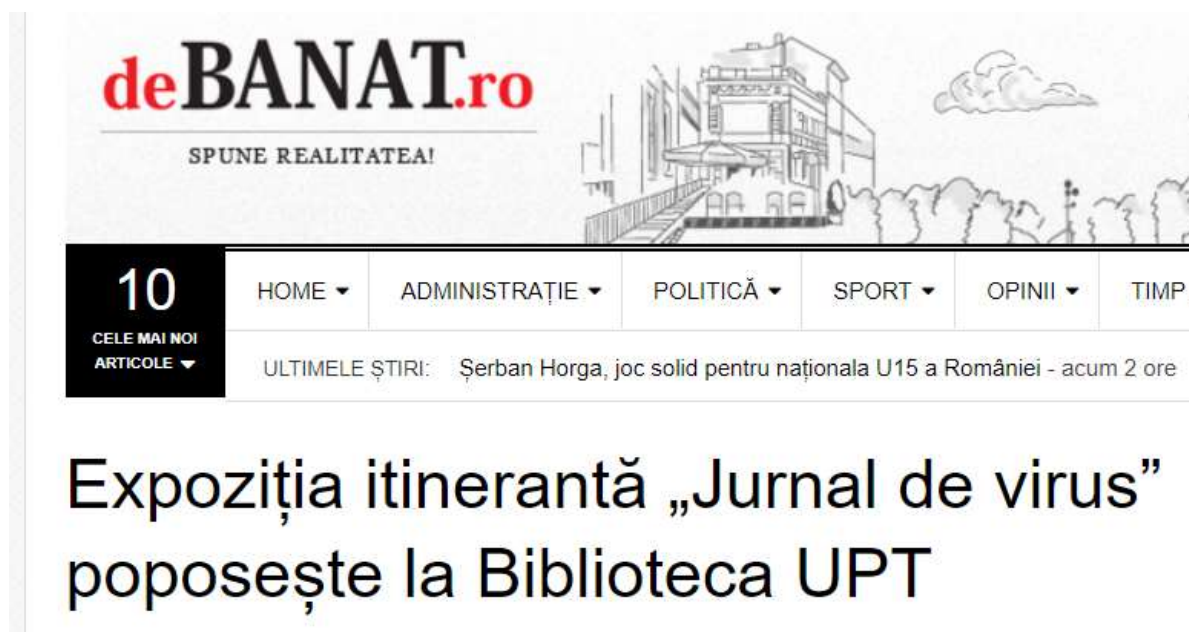 deBANAT.ro
SPUNE REALITATEA!
10
CELE MAI NOI
ARTICOLE
HOME ADMINISTRAȚIE POLITICĂ SPORT OPINII TIMP
ULTIMELE ȘTIRI: Șerban Horga, joc solid pentru naționala U15 a României - acum 2 ore
Expoziția itinerantă „Jurnal de virus”
poposește la Biblioteca UPT